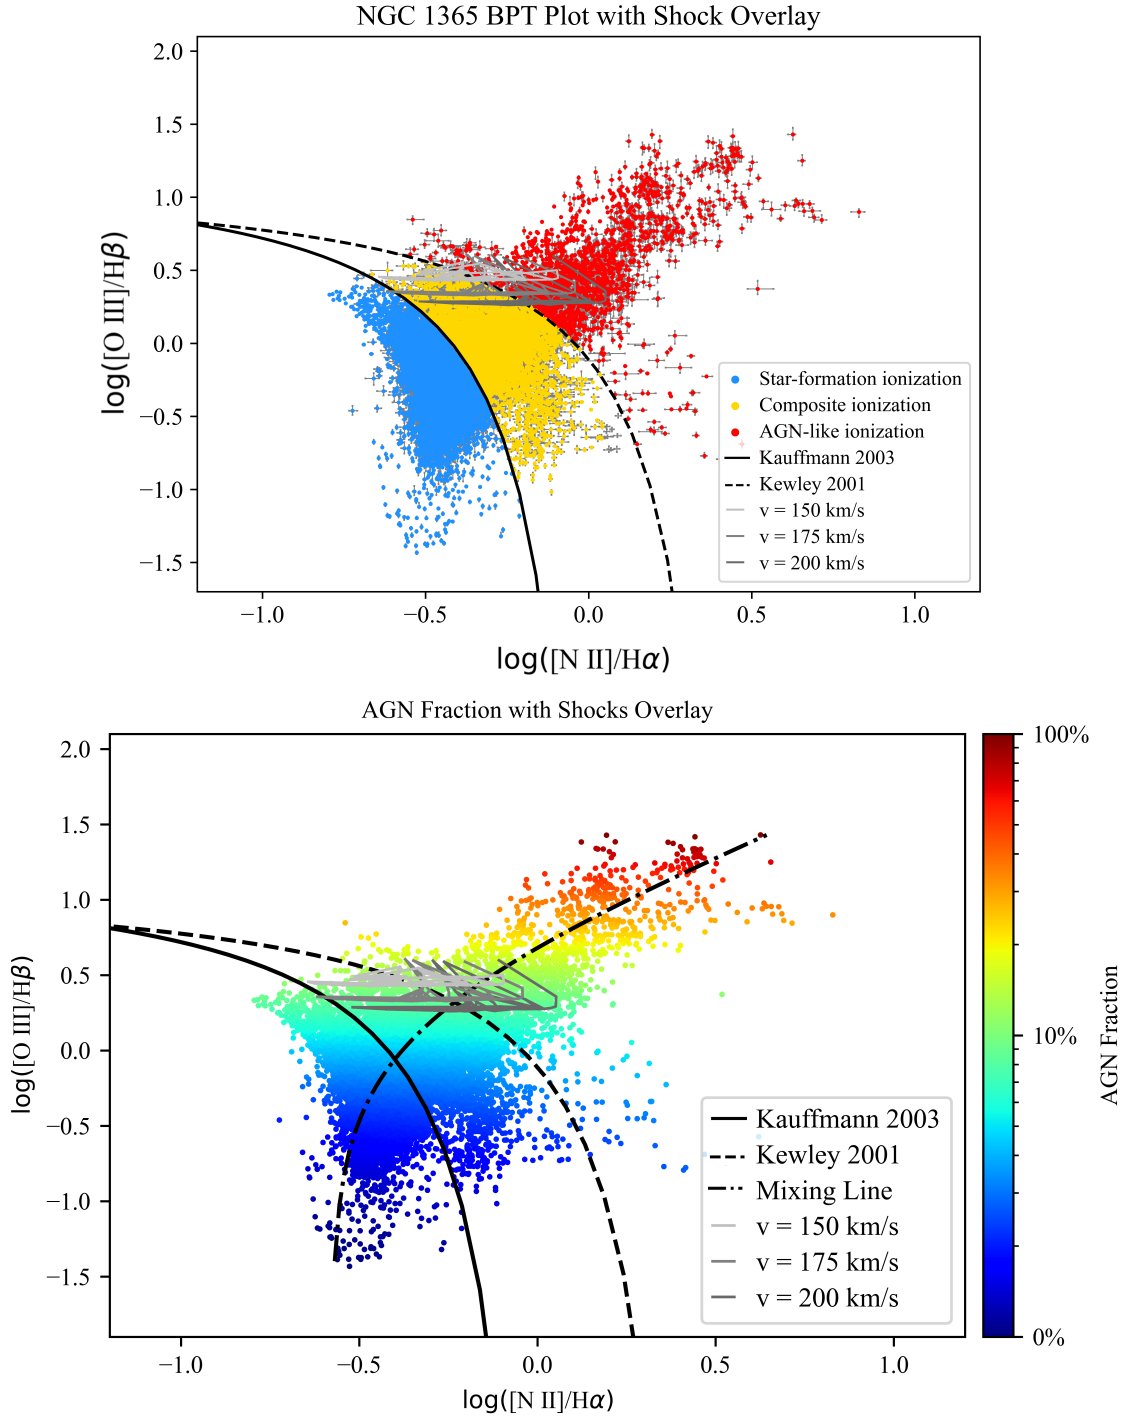 NGC 1365 BPT Plot with Shock Overlay
log([O III]/Hβ)
2.0
1.5
1.0
0.5
0.0
−0.5
−1.0
−1.5
Star-formation ionization
Composite ionization
AGN-like ionization
Kauffmann 2003
Kewley 2001
v = 150 km/s
v = 175 km/s
v = 200 km/s
−1.0 −0.5 0.0 0.5 1.0
log([N II]/Hα)
AGN Fraction with Shocks Overlay
log([O III]/Hβ)
2.0
1.5
1.0
0.5
0.0
−0.5
−1.0
−1.5
Kauffmann 2003
Kewley 2001
Mixing Line
v = 150 km/s
v = 175 km/s
v = 200 km/s
−1.0 −0.5 0.0 0.5 1.0
log([N II]/Hα)
100%
10%
0%
AGN Fraction